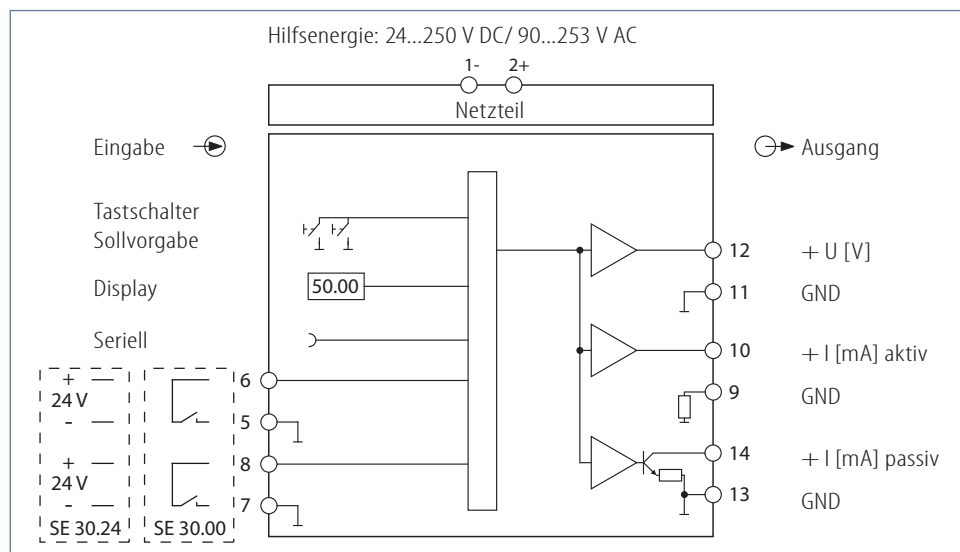 Hilfsenergie: 24...250 V DC/ 90...253 V AC
1- 2+
Netzteil
Eingabe
Ausgang
Tastschalter
Sollvorgabe
Display
50.00
Seriell
12 + U [V]
11 GND
10 + I [mA] aktiv
9 GND
14 + I [mA] passiv
13 GND
+
24 V
-
+
24 V
-
SE 30.24
SE 30.00
6
5
8
7